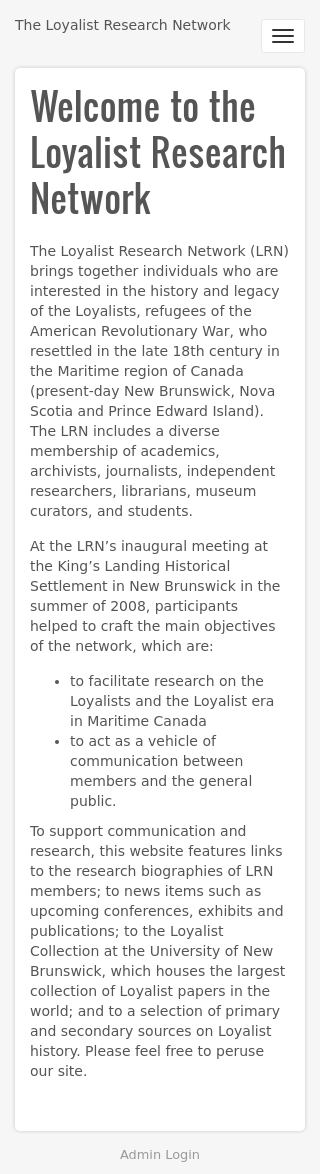 The Loyalist Research Network
Welcome to the
Loyalist Research
Network
The Loyalist Research Network (LRN)
brings together individuals who are
interested in the history and legacy
of the Loyalists, refugees of the
American Revolutionary War, who
resettled in the late 18th century in
the Maritime region of Canada
(present-day New Brunswick, Nova
Scotia and Prince Edward Island).
The LRN includes a diverse
membership of academics,
archivists, journalists, independent
researchers, librarians, museum
curators, and students.
At the LRN’s inaugural meeting at
the King’s Landing Historical
Settlement in New Brunswick in the
summer of 2008, participants
helped to craft the main objectives
of the network, which are:
• to facilitate research on the
Loyalists and the Loyalist era
in Maritime Canada
• to act as a vehicle of
communication between
members and the general
public.
To support communication and
research, this website features links
to the research biographies of LRN
members; to news items such as
upcoming conferences, exhibits and
publications; to the Loyalist
Collection at the University of New
Brunswick, which houses the largest
collection of Loyalist papers in the
world; and to a selection of primary
and secondary sources on Loyalist
history. Please feel free to peruse
our site.
Admin Login